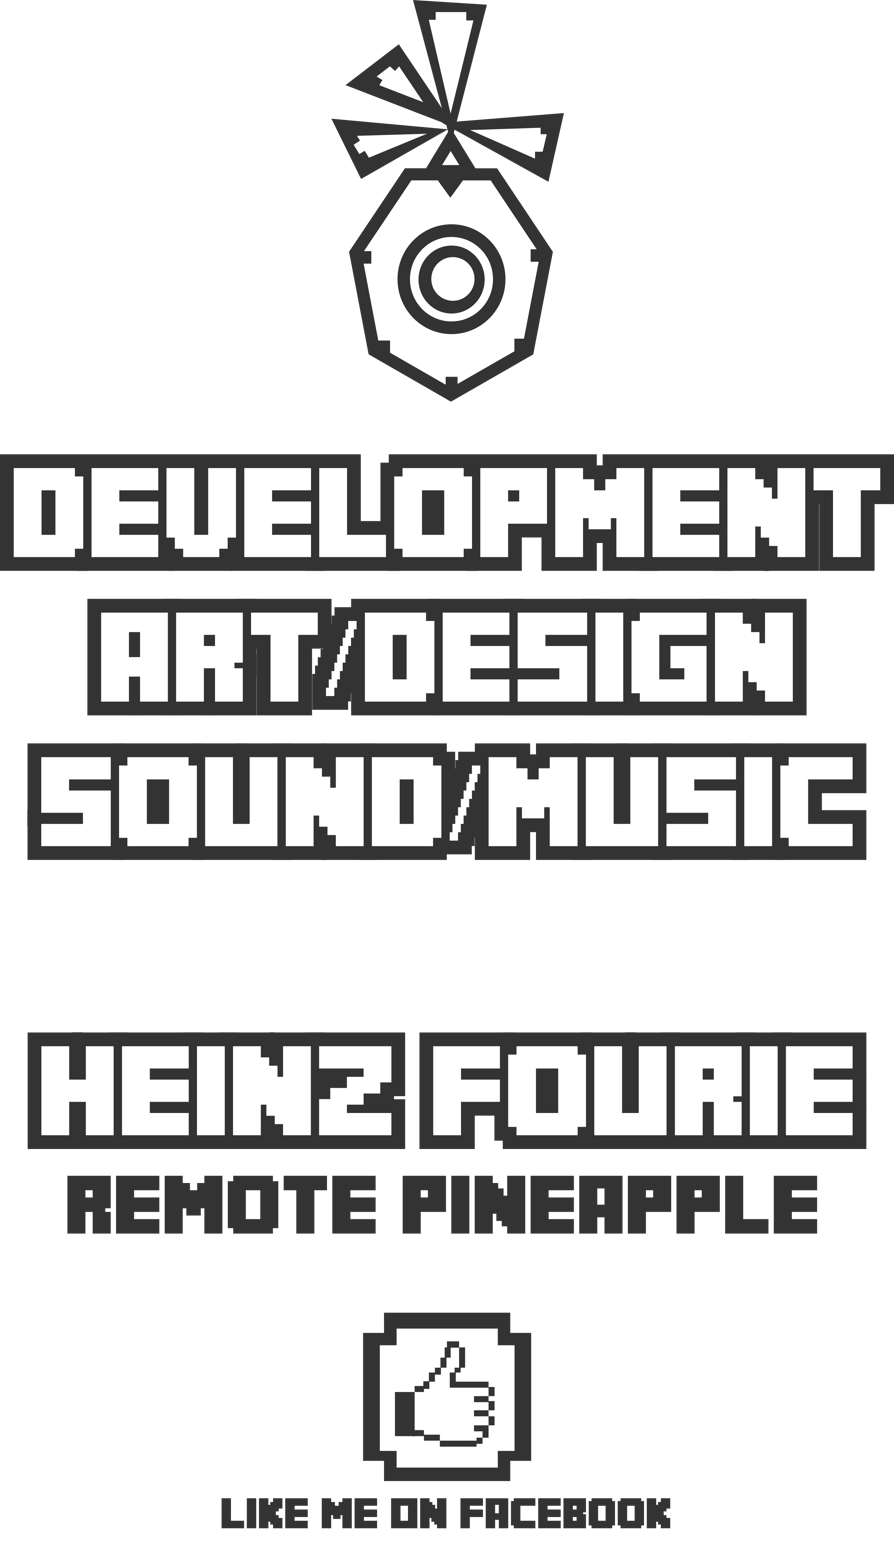 DEVELOPMENT
ART/DESIGN
SOUND/MUSIC
HEINZ FOURIE
REMOTE PINEAPPLE
LIKE ME ON FACEBOOK